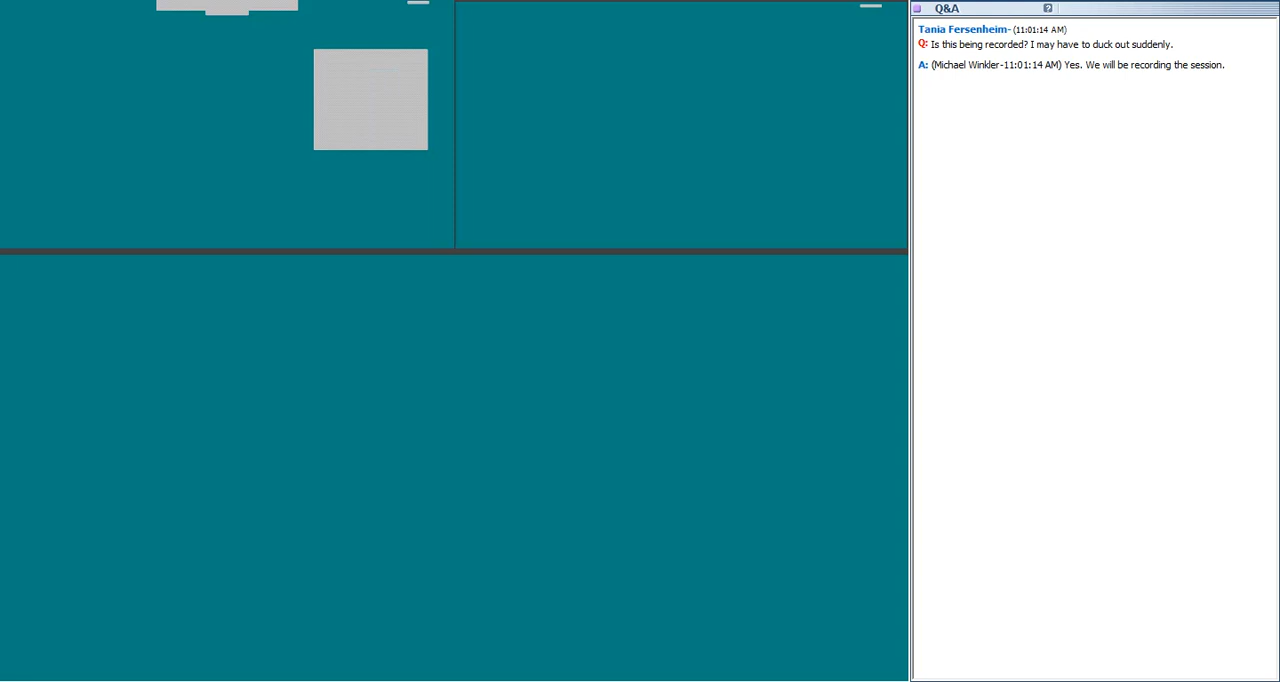 Q&A
Tania Fersenheim- (11:01:14 AM)
Q: Is this being recorded? I may have to duck out suddenly.
A: (Michael Winkler-11:01:14 AM) Yes. We will be recording the session.